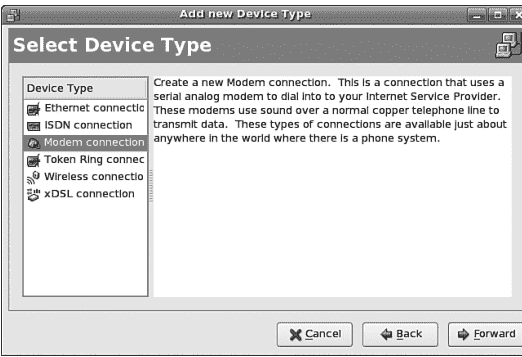 Add new Device Type
Select Device Type
Device Type
Ethernet connectio
ISDN connection
Modem connection
Token Ring connec
Wireless connectio
xDSL connection
Create a new Modem connection. This is a connection that uses a
serial analog modem to dial into to your Internet Service Provider.
These modems use sound over a normal copper telephone line to
transmit data. These types of connections are available just about
anywhere in the world where there is a phone system.
Cancel
Back
Forward